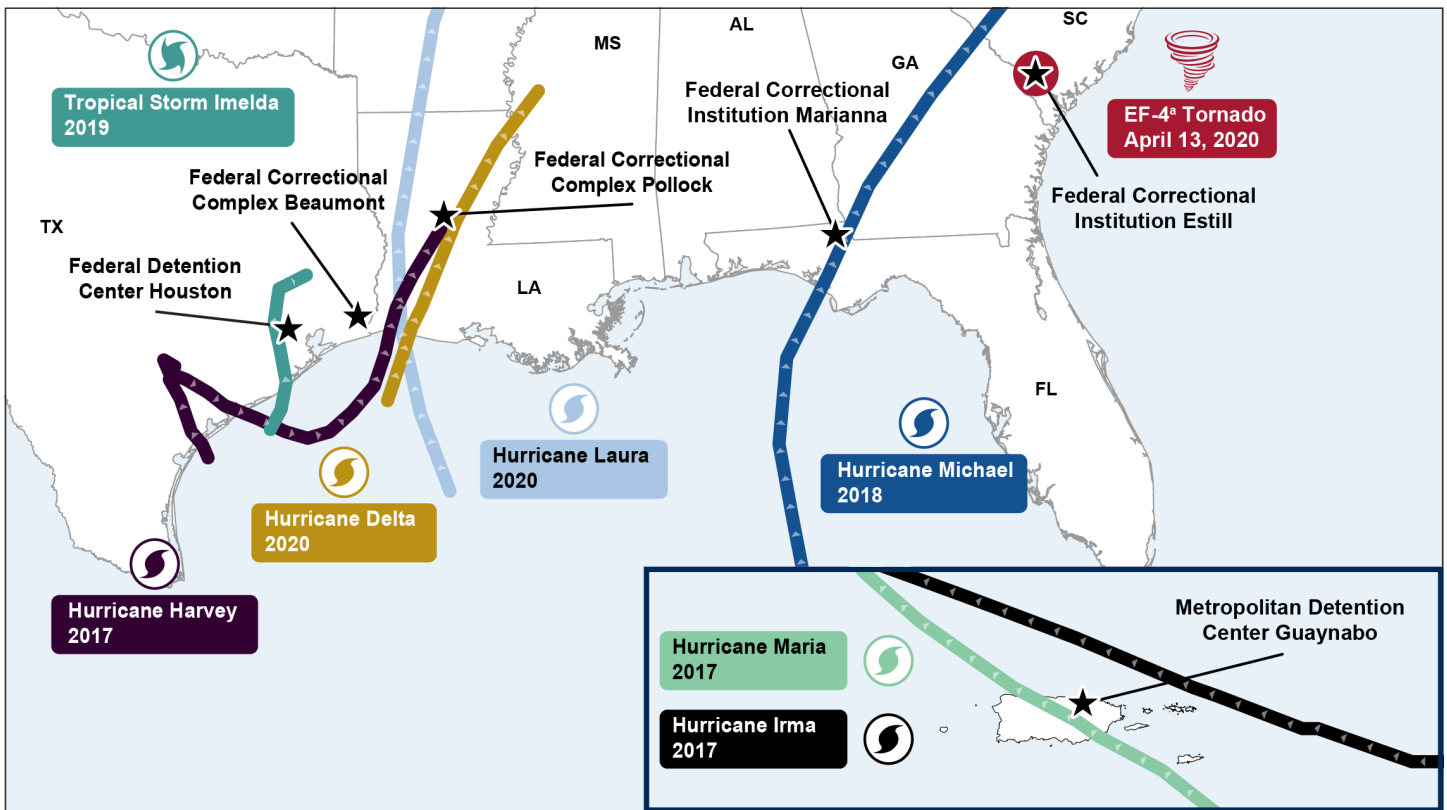 SC
AL
MS
GA
Tropical Storm Imelda
2019
Federal Correctional
Institution Marianna
EF-4ª Tornado
April 13, 2020
Federal Correctional
Complex Pollock
Federal Correctional
Complex Beaumont
Federal Correctional
Institution Estill
TX
Federal Detention
Center Houston
LA
FL
Hurricane Laura
2020
Hurricane Michael
2018
Hurricane Delta
2020
Hurricane Harvey
2017
Metropolitan Detention
Center Guaynabo
Hurricane Maria
2017
Hurricane Irma
2017